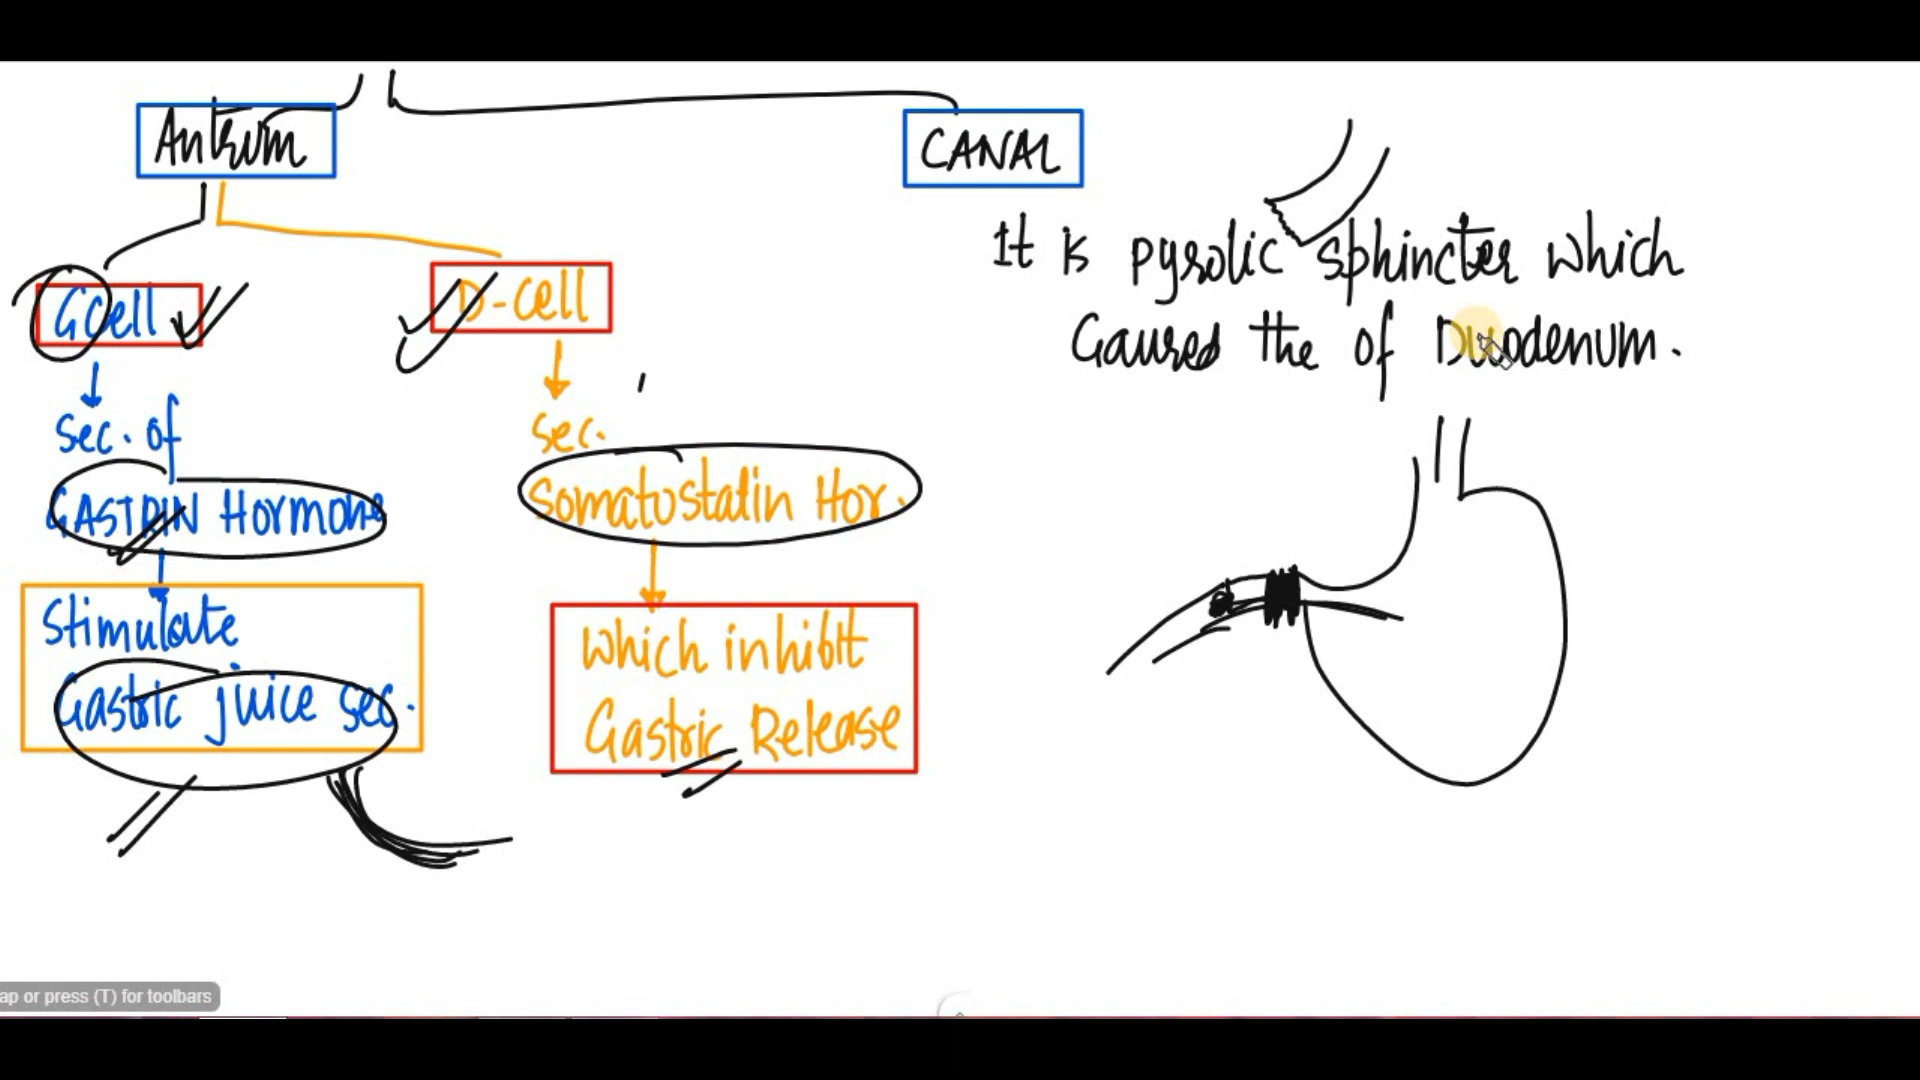 Antrum
CANAL
It is pyrolic sphincter which
Gaured the of Duodenum.
G cell
D-cell
Sec. of
GASTRIN Hormone
Stimulate
Gastric juice sec.
Sec.
Somatostatin Hor.
which inhibit
Gastric Release
ap or press (T) for toolbars